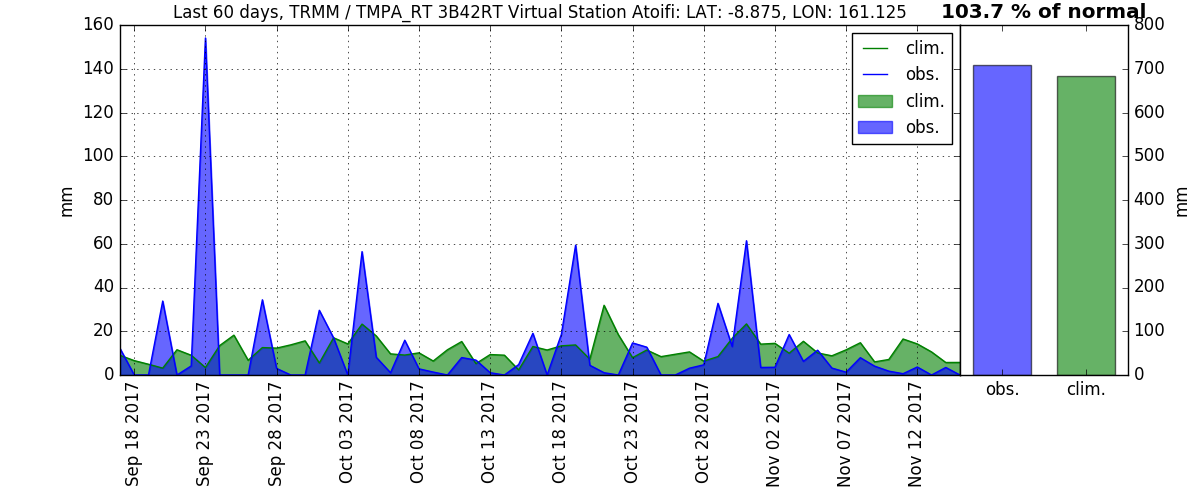 Last 60 days, TRMM / TMPA_RT 3B42RT Virtual Station Atoifi: LAT: -8.875, LON: 161.125
103.7 % of normal
160
140
120
100
80
60
40
20
0
mm
clim.
obs.
clim.
obs.
800
700
600
500
400
300
200
100
0
mm
Sep 18 2017
Sep 23 2017
Sep 28 2017
Oct 03 2017
Oct 08 2017
Oct 13 2017
Oct 18 2017
Oct 23 2017
Oct 28 2017
Nov 02 2017
Nov 07 2017
Nov 12 2017
obs.
clim.